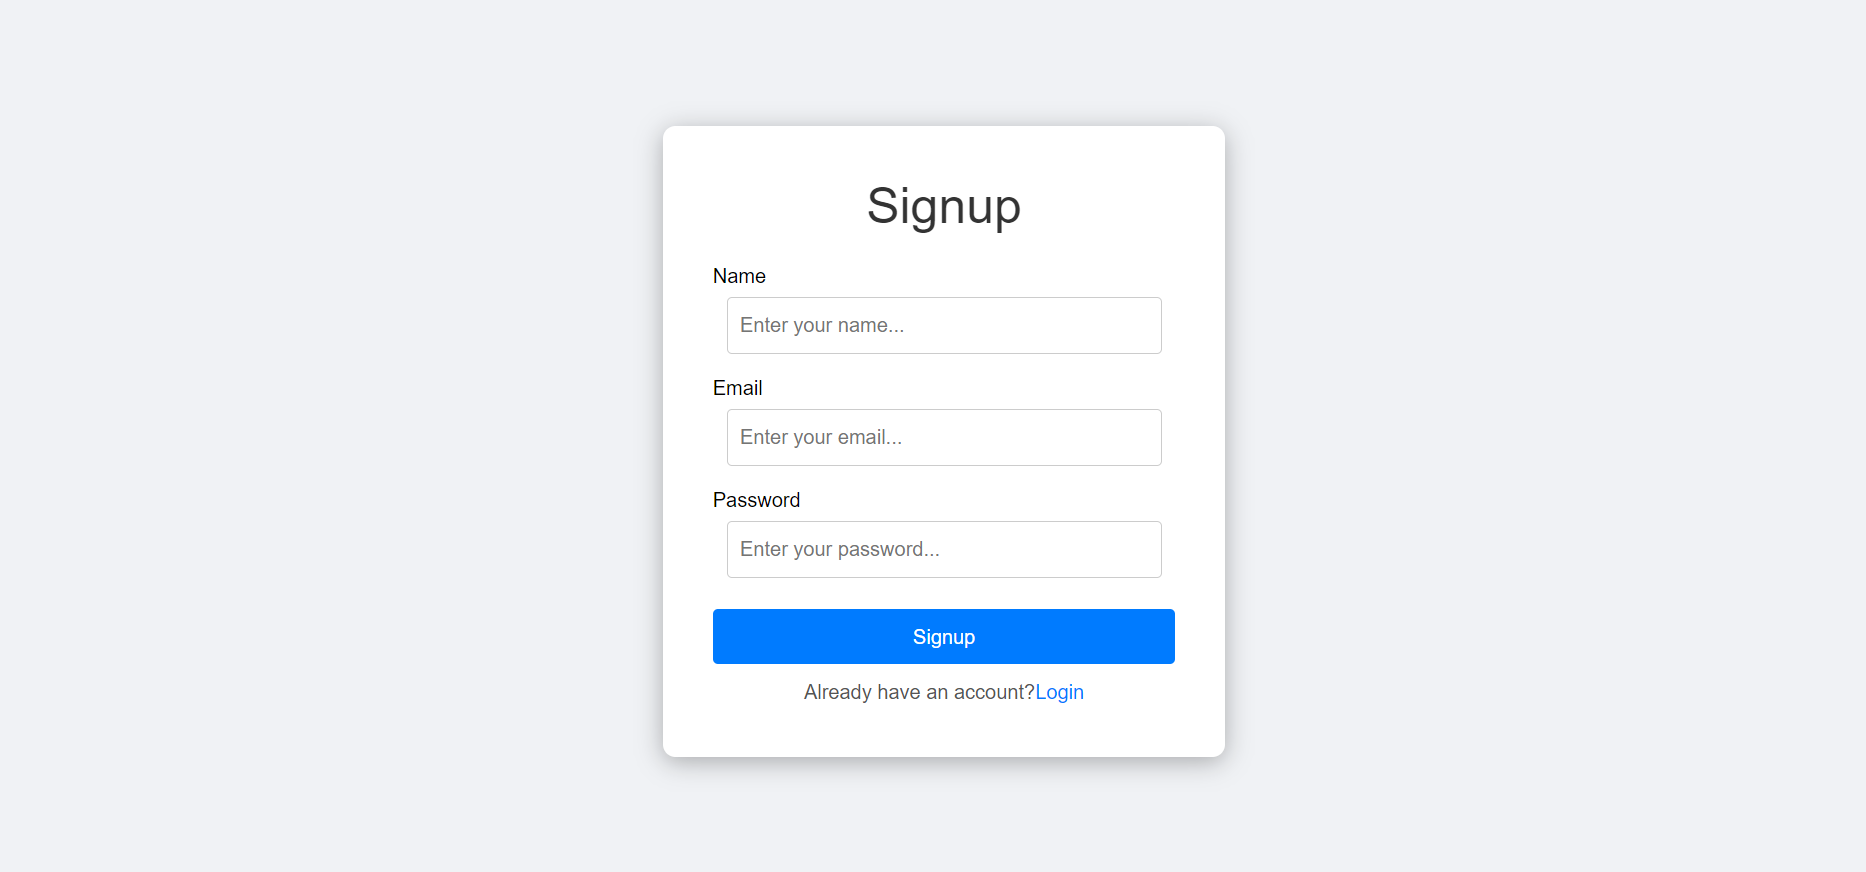 Signup
Name
Enter your name...
Email
Enter your email...
Password
Enter your password...
Signup
Already have an account?Login